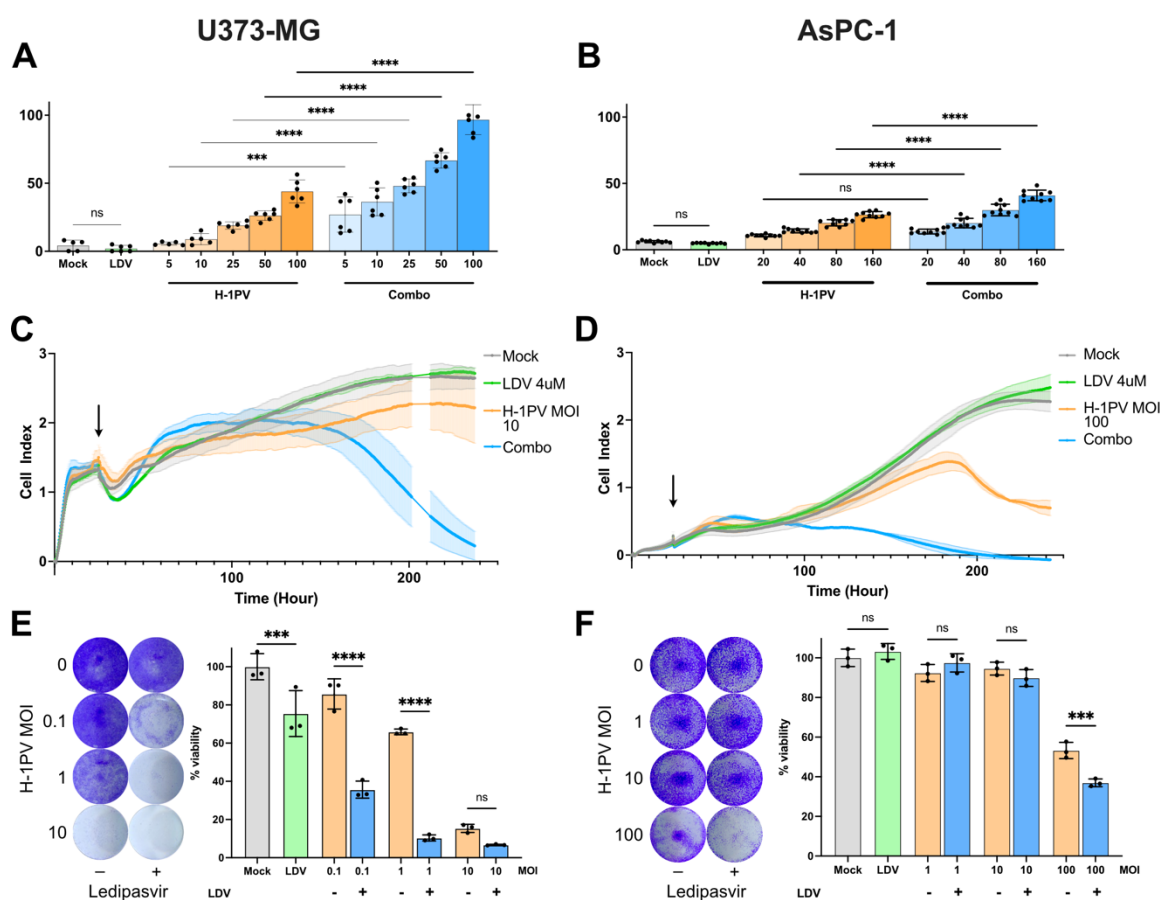 U373-MG
AsPC-1
A
100
50
0
ns
***
****
****
****
****
Mock LDV 5 10 25 50 100 5 10 25 50 100
H-1PV Combo
B
100
50
0
ns
ns
****
****
****
Mock LDV 20 40 80 160 20 40 80 160
H-1PV Combo
C
Cell Index
3
2
1
0
100 200
Time (Hour)
Mock
LDV 4uM
H-1PV MOI
10
Combo
D
Cell Index
3
2
1
0
100 200
Time (Hour)
Mock
LDV 4uM
H-1PV MOI
100
Combo
E
H-1PV MOI
0
0.1
1
10
– +
Ledipasvir
% viability
100
80
60
40
20
0
***
****
****
ns
Mock LDV 0.1 0.1 1 1 10 10 MOI
LDV - + - + - +
F
H-1PV MOI
0
1
10
100
– +
Ledipasvir
% viability
100
80
60
40
20
0
ns
ns
ns
***
Mock LDV 1 1 10 10 100 100 MOI
LDV - + - + - +